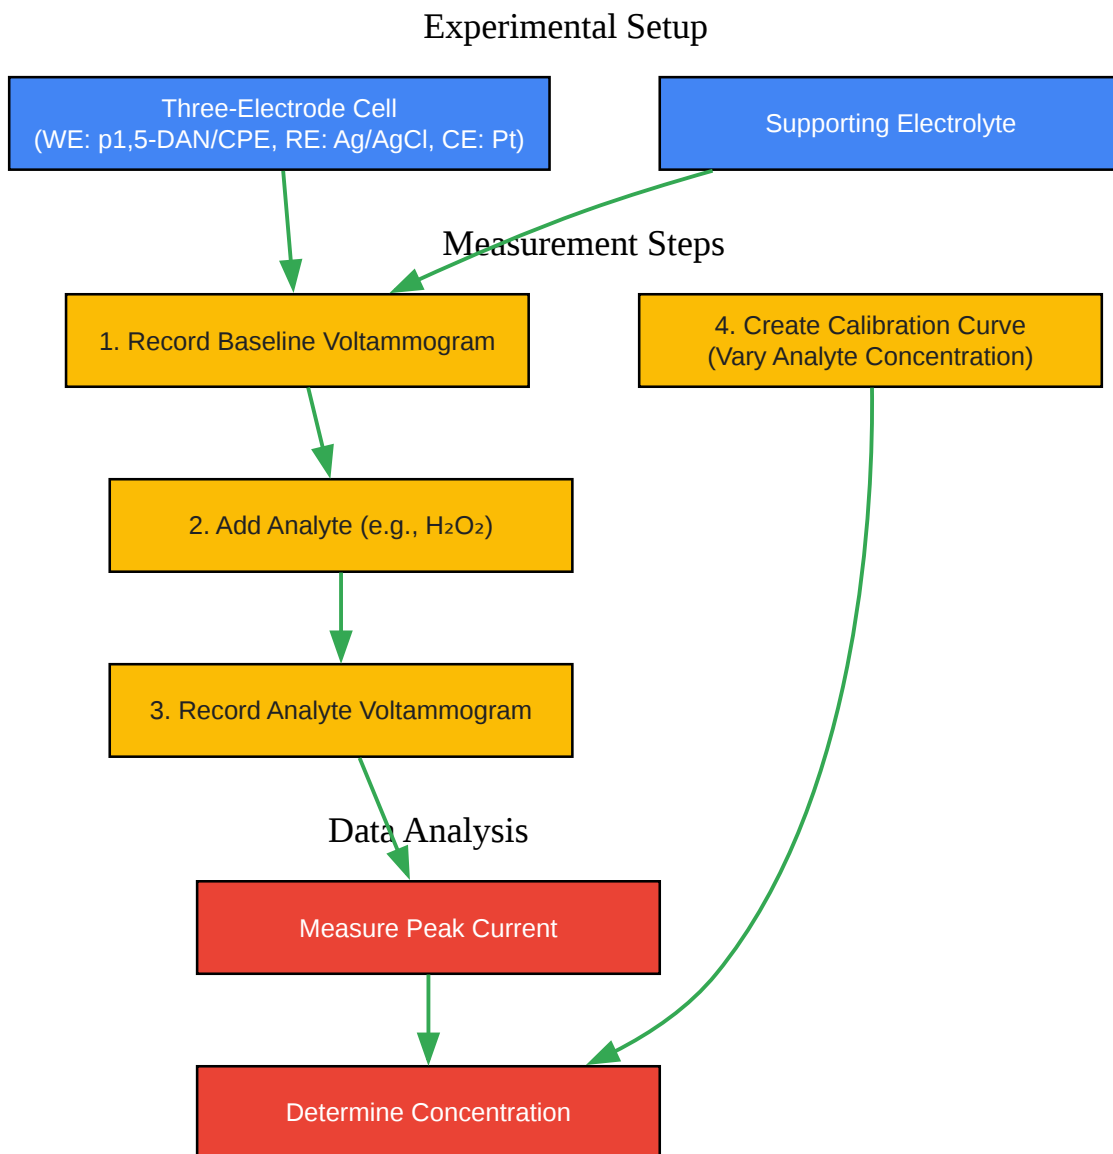 Experimental Setup
Three-Electrode Cell
(WE: p1,5-DAN/CPE, RE: Ag/AgCl, CE: Pt)
Supporting Electrolyte
Measurement Steps
1. Record Baseline Voltammogram
4. Create Calibration Curve
(Vary Analyte Concentration)
2. Add Analyte (e.g., H₂O₂)
3. Record Analyte Voltammogram
Data Analysis
Measure Peak Current
Determine Concentration